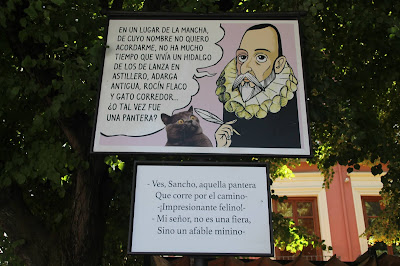 EN UN LUGAR DE LA MANCHA,
DE CUYO NOMBRE NO QUIERO
ACORDARME, NO HA MUCHO
TIEMPO QUE VIVÍA UN HIDALGO
DE LOS DE LANZA EN
ASTILLERO, ADARGA
ANTIGUA, ROCÍN FLACO
Y GATO CORREDOR...
¿O TAL VEZ FUE
UNA PANTERA?
- Ves, Sancho, aquella pantera
Que corre por el camino-
-¡Impresionante felino!-
- Mi señor, no es una fiera,
Sino un afable minino-